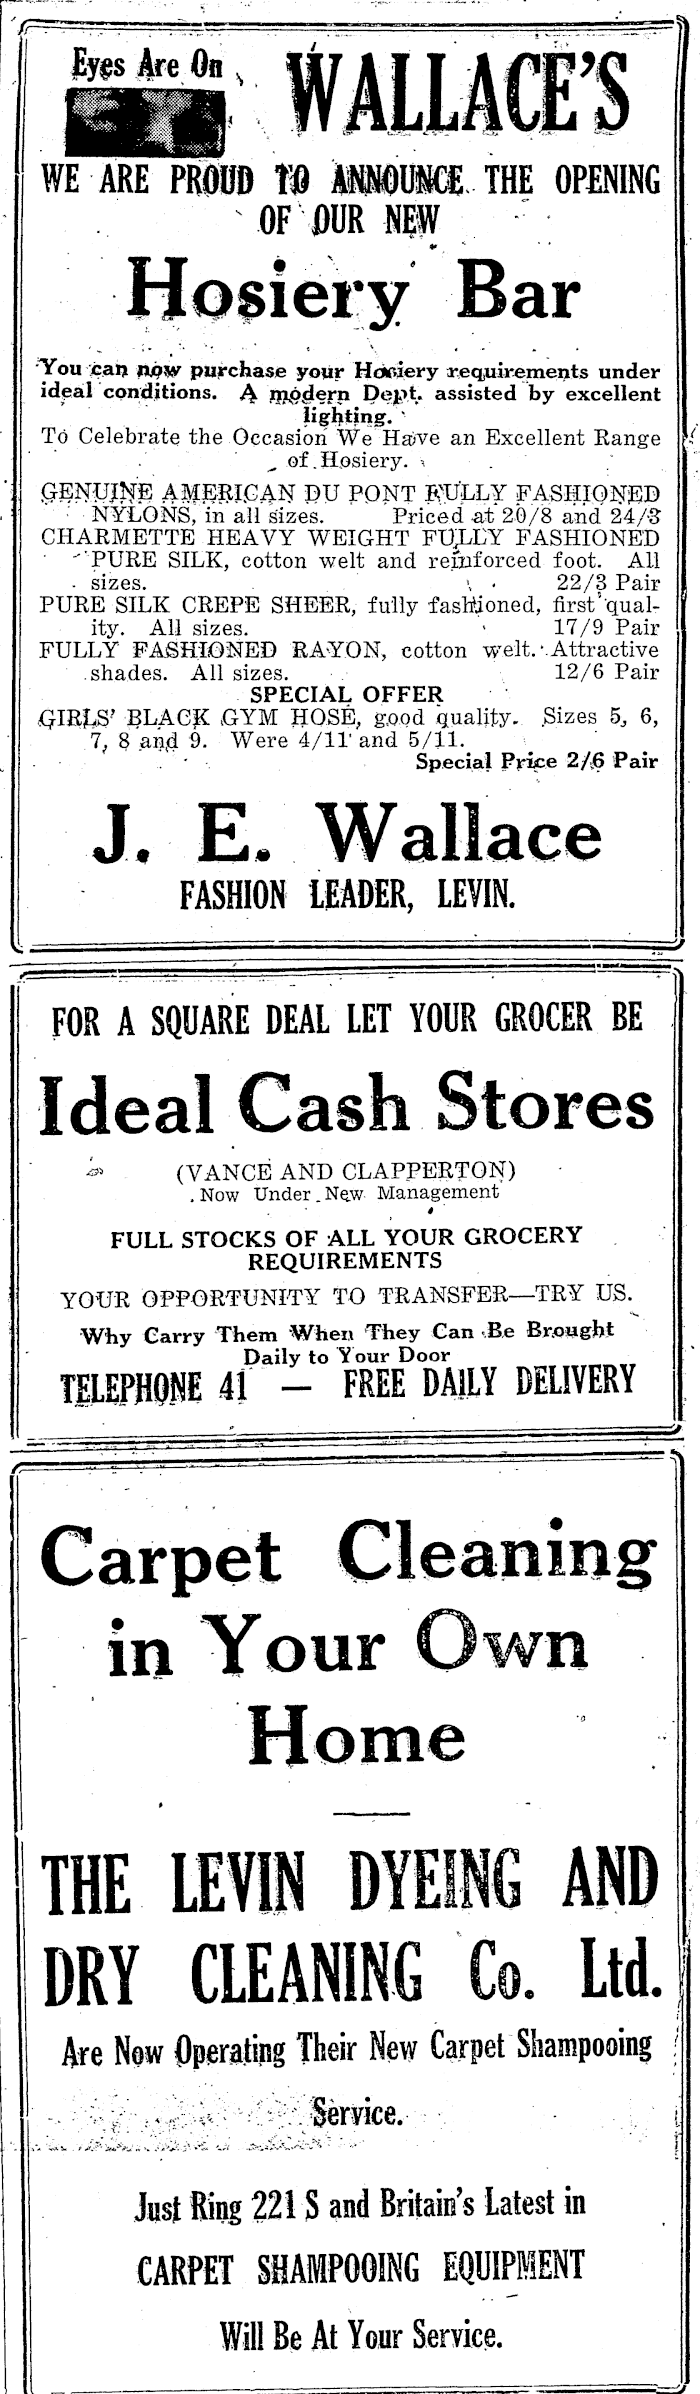 Eyes Are On
WALLACE'S
WE ARE PROUD TO ANNOUNCE THE OPENING
OF OUR NEW
Hosiery Bar
You can now purchase your Hosiery requirements under
ideal conditions. A modern Dept. assisted by excellent
lighting.
To Celebrate the Occasion We Have an Excellent Range
of Hosiery.
GENUINE AMERICAN DU PONT FULLY FASHIONED
NYLONS, in all sizes. Priced at 20/8 and 24/3
CHARMETTE HEAVY WEIGHT FULLY FASHIONED
PURE SILK, cotton welt and reinforced foot. All
sizes. 22/3 Pair
PURE SILK CREPE SHEER, fully fashioned, first qual-
ity. All sizes. 17/9 Pair
FULLY FASHIONED RAYON, cotton welt. Attractive
shades. All sizes. 12/6 Pair
SPECIAL OFFER
GIRLS' BLACK GYM HOSE, good quality. Sizes 5, 6,
7, 8 and 9. Were 4/11 and 5/11.
Special Price 2/6 Pair
J. E. Wallace
FASHION LEADER, LEVIN.
FOR A SQUARE DEAL LET YOUR GROCER BE
Ideal Cash Stores
(VANCE AND CLAPPERTON)
Now Under New Management
FULL STOCKS OF ALL YOUR GROCERY
REQUIREMENTS
YOUR OPPORTUNITY TO TRANSFER—TRY US.
Why Carry Them When They Can Be Brought
Daily to Your Door
TELEPHONE 41 — FREE DAILY DELIVERY
Carpet Cleaning
in Your Own
Home
THE LEVIN DYEING AND
DRY CLEANING Co. Ltd.
Are Now Operating Their New Carpet Shampooing
Service.
Just Ring 221 S and Britain's Latest in
CARPET SHAMPOOING EQUIPMENT
Will Be At Your Service.